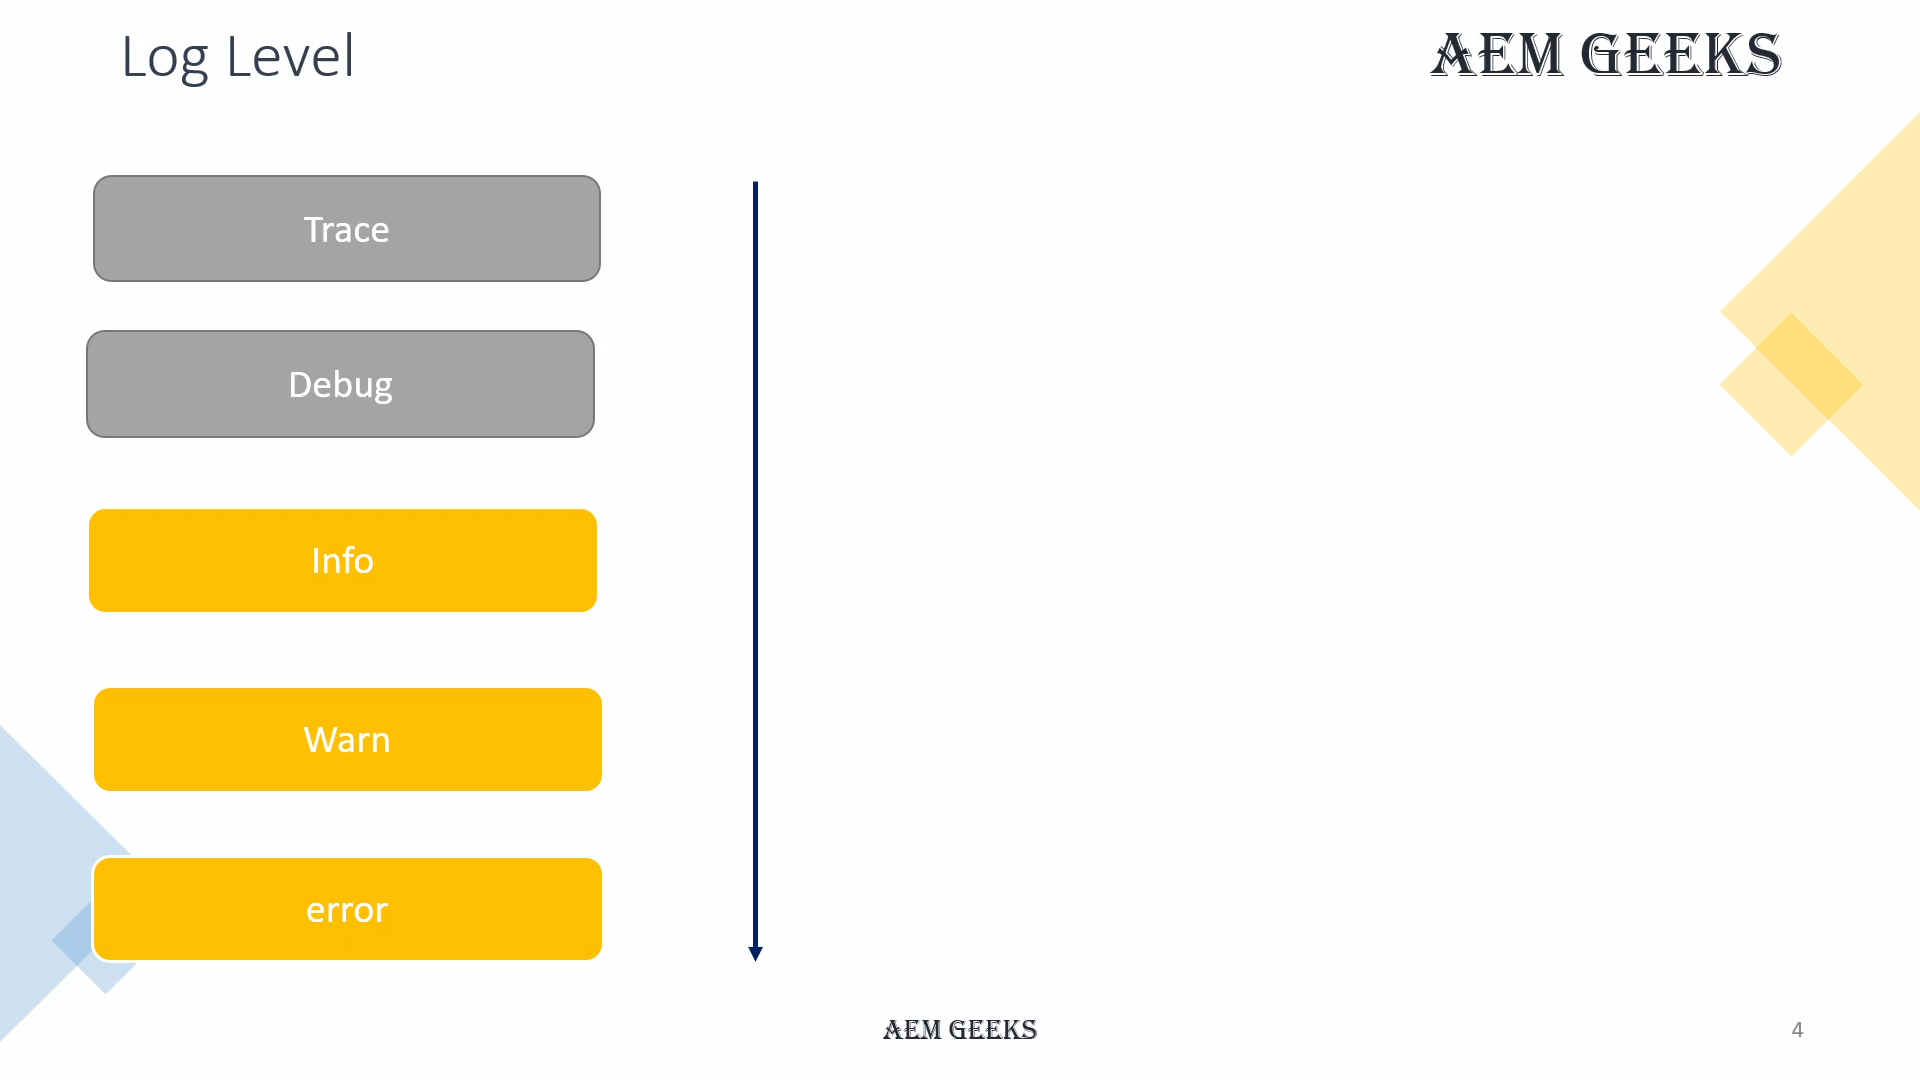 Log Level
AEM GEEKS
Trace
Debug
Info
Warn
error
AEM GEEKS
4